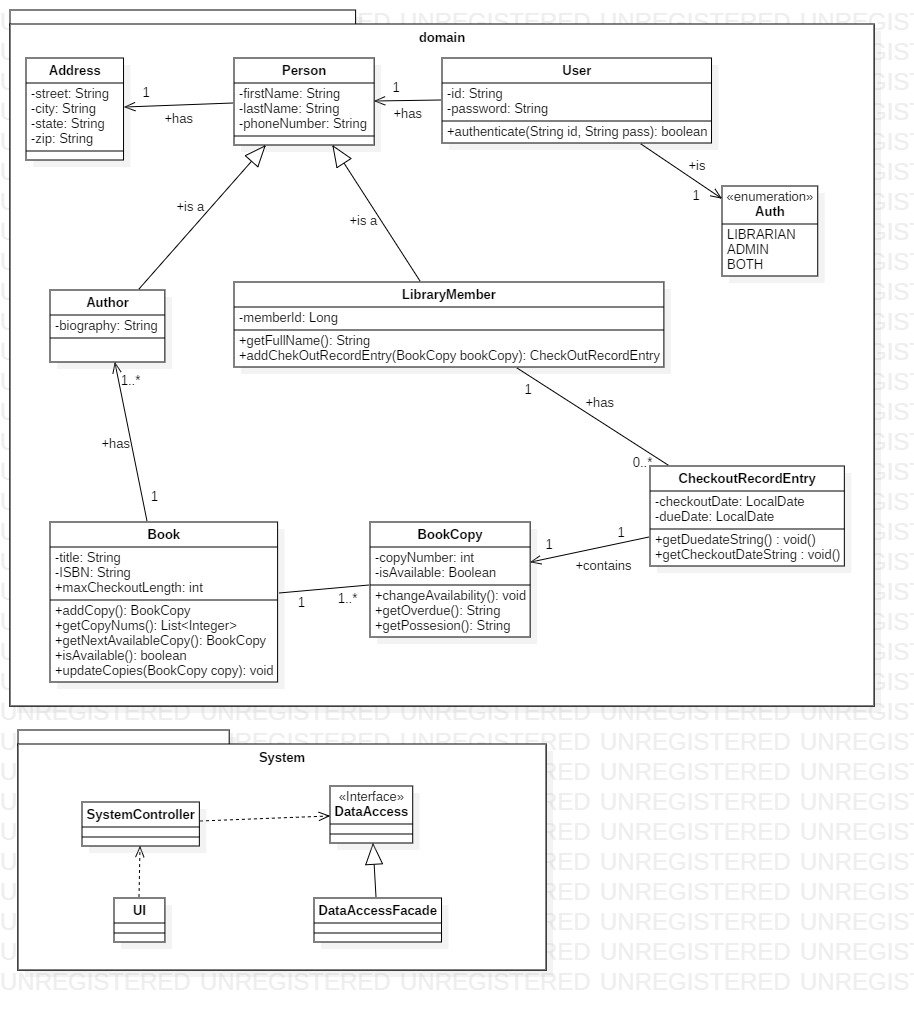 domain
Address
-street: String
-city: String
-state: String
-zip: String
1
+has
Person
-firstName: String
-lastName: String
-phoneNumber: String
1
+has
User
-id: String
-password: String
+authenticate(String id, String pass): boolean
+is
1
«enumeration»
Auth
LIBRARIAN
ADMIN
BOTH
+is a
+is a
Author
-biography: String
LibraryMember
-memberId: Long
+getFullName(): String
+addChekOutRecordEntry(BookCopy bookCopy): CheckOutRecordEntry
1..*
+has
1
1
+has
0..*
CheckoutRecordEntry
-checkoutDate: LocalDate
-dueDate: LocalDate
+getDuedateString() : void()
+getCheckoutDateString : void()
1
1
+contains
Book
-title: String
-ISBN: String
+maxCheckoutLength: int
+addCopy(): BookCopy
+getCopyNums(): List<Integer>
+getNextAvailableCopy(): BookCopy
+isAvailable(): boolean
+updateCopies(BookCopy copy): void
1
1..*
BookCopy
-copyNumber: int
-isAvailable: Boolean
+changeAvailability(): void
+getOverdue(): String
+getPossesion(): String
System
SystemController
«Interface»
DataAccess
UI
DataAccessFacade
UNREGISTERED UNREGISTERED UNREGISTERED UNREGISTERED UNREGIST